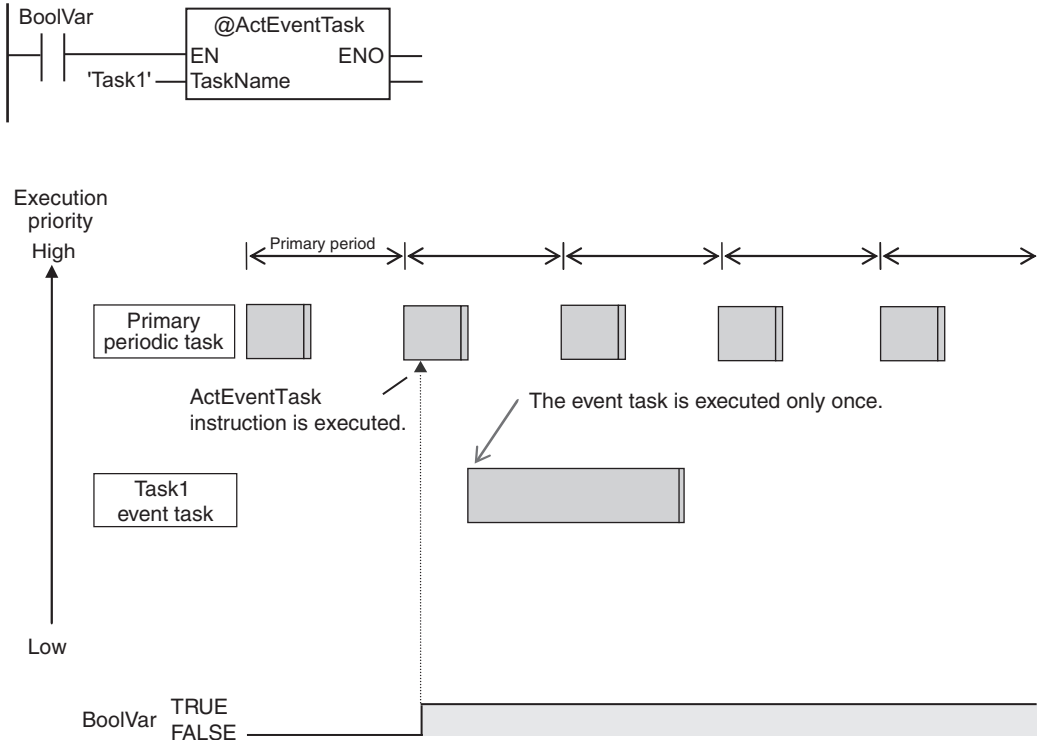 BoolVar
@ActEventTask
EN ENO
'Task1' TaskName
Execution
priority
High
Primary period
Primary
periodic task
ActEventTask
instruction is executed.
The event task is executed only once.
Task1
event task
Low
BoolVar TRUE
FALSE